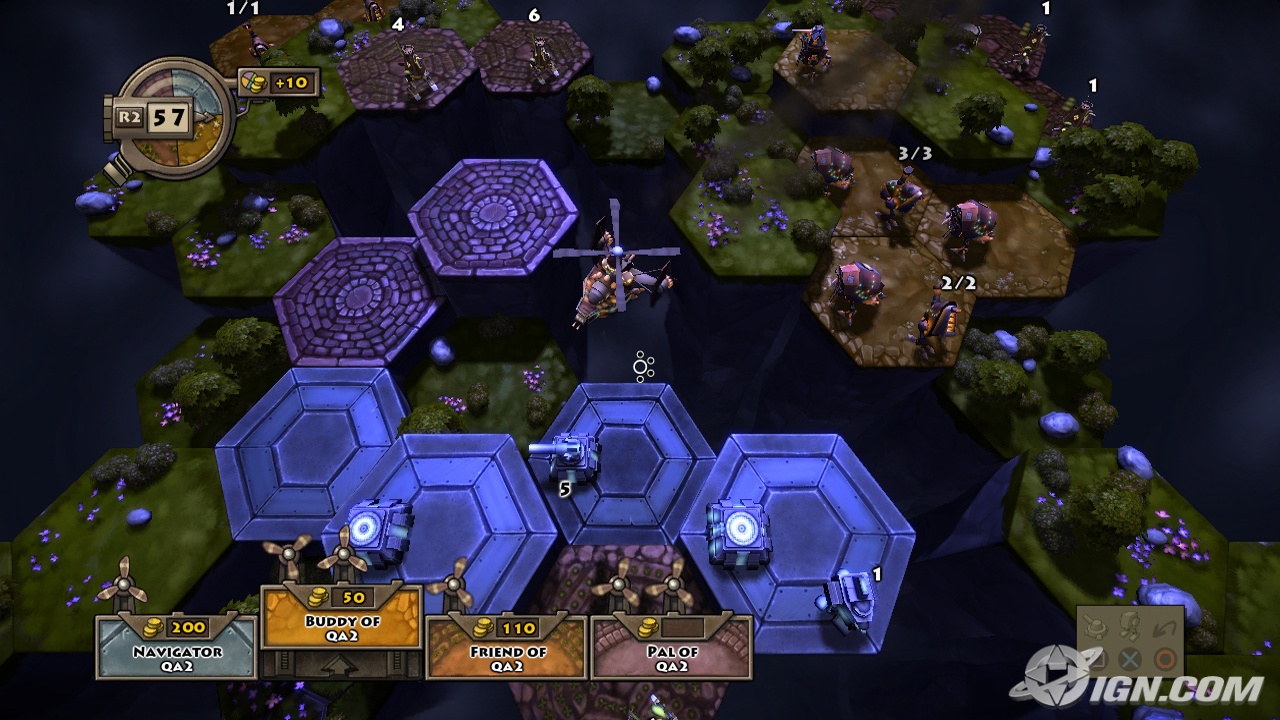 1/1
4
6
1
+10
R2 57
1
3/3
2/2
5
1
50
200
BUDDY OF
QA2
110
NAVIGATOR
QA2
FRIEND OF
QA2
PAL OF
QA2
IGN.COM